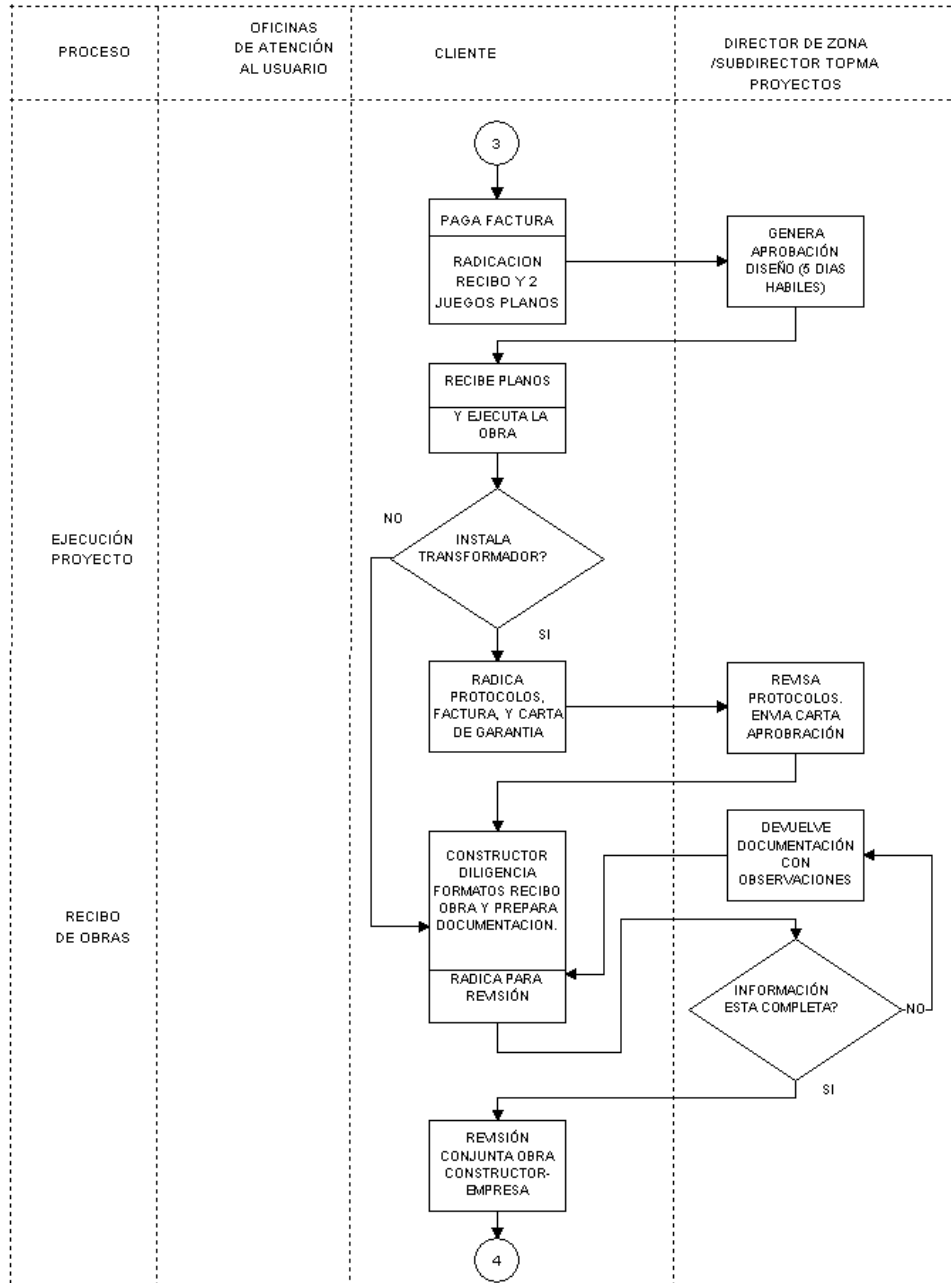 PROCESO
OFICINAS
DE ATENCIÓN
AL USUARIO
CLIENTE
DIRECTOR DE ZONA
/SUBDIRECTOR TOPMA
PROYECTOS
3
PAGA FACTURA
RADICACION
RECIBO Y 2
JUEGOS PLANOS
GENERA
APROBACIÓN
DISEÑO (5 DIAS
HABILES)
RECIBE PLANOS
Y EJECUTA LA
OBRA
EJECUCIÓN
PROYECTO
NO
INSTALA
TRANSFORMADOR?
SI
RADICA
PROTOCOLOS,
FACTURA, Y CARTA
DE GARANTIA
REVISA
PROTOCOLOS.
ENVIA CARTA
APROBRACIÓN
RECIBO
DE OBRAS
CONSTRUCTOR
DILIGENCIA
FORMATOS RECIBO
OBRA Y PREPARA
DOCUMENTACION.
RADICA PARA
REVISIÓN
DEVUELVE
DOCUMENTACIÓN
CON
OBSERVACIONES
INFORMACIÓN
ESTA COMPLETA?
NO
SI
REVISIÓN
CONJUNTA OBRA
CONSTRUCTOR-
EMPRESA
4